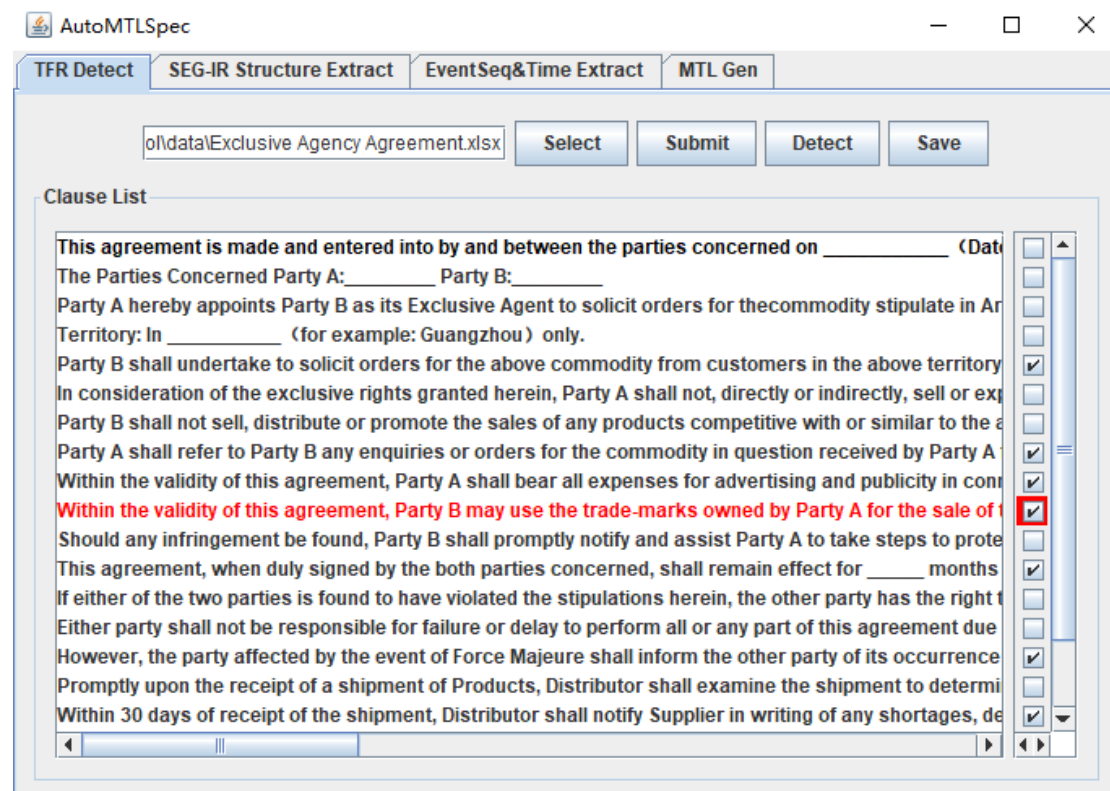 AutoMTLSpec
TFR Detect SEG-IR Structure Extract EventSeq&Time Extract MTL Gen
ol\data\Exclusive Agency Agreement.xlsx Select Submit Detect Save
Clause List
This agreement is made and entered into by and between the parties concerned on ____________ （Date
The Parties Concerned Party A:_________ Party B:_________
Party A hereby appoints Party B as its Exclusive Agent to solicit orders for thecommodity stipulate in Ar
Territory: In ___________ （for example: Guangzhou）only.
Party B shall undertake to solicit orders for the above commodity from customers in the above territory
In consideration of the exclusive rights granted herein, Party A shall not, directly or indirectly, sell or exp
Party B shall not sell, distribute or promote the sales of any products competitive with or similar to the a
Party A shall refer to Party B any enquiries or orders for the commodity in question received by Party A
Within the validity of this agreement, Party A shall bear all expenses for advertising and publicity in con
Within the validity of this agreement, Party B may use the trade-marks owned by Party A for the sale of t
Should any infringement be found, Party B shall promptly notify and assist Party A to take steps to prote
This agreement, when duly signed by the both parties concerned, shall remain effect for ______ months
If either of the two parties is found to have violated the stipulations herein, the other party has the right t
Either party shall not be responsible for failure or delay to perform all or any part of this agreement due
However, the party affected by the event of Force Majeure shall inform the other party of its occurrence
Promptly upon the receipt of a shipment of Products, Distributor shall examine the shipment to determi
Within 30 days of receipt of the shipment, Distributor shall notify Supplier in writing of any shortages, de